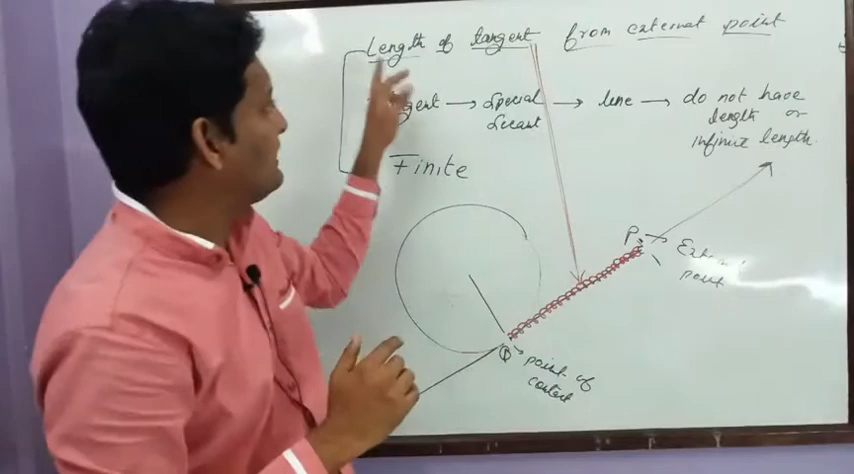 Length of tangent from external point
→ Special → line → do not have
Secant length or
infinite length.
Finite
P → External
point
Q → point of
contact